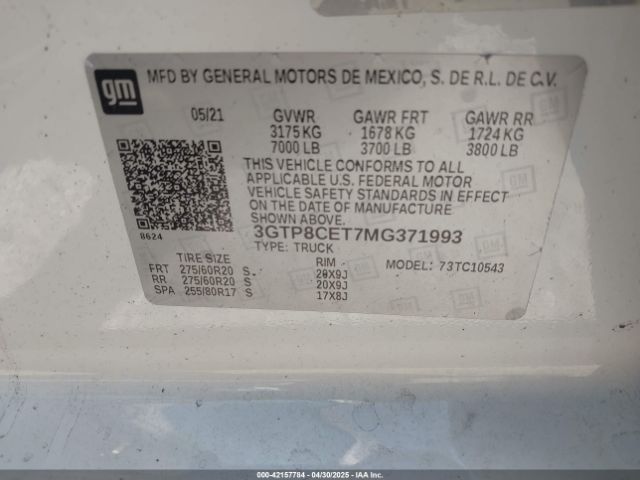 gm
MFD BY GENERAL MOTORS DE MEXICO, S. DE R.L. DE C.V.
05/21 GVWR GAWR FRT GAWR RR
3175 KG 1678 KG 1724 KG
7000 LB 3700 LB 3800 LB
THIS VEHICLE CONFORMS TO ALL
APPLICABLE U.S. FEDERAL MOTOR
VEHICLE SAFETY STANDARDS IN EFFECT
ON THE DATE OF MANUFACTURE
SHOWN ABOVE.
8624
3GTP8CET7MG371993
TYPE: TRUCK
TIRE SIZE RIM MODEL: 73TC10543
FRT 275/60R20 S 20X9J
RR 275/60R20 S 20X9J
SPA 255/80R17 S 17X8J
000-42157784 - 04/30/2025 - IAA Inc.